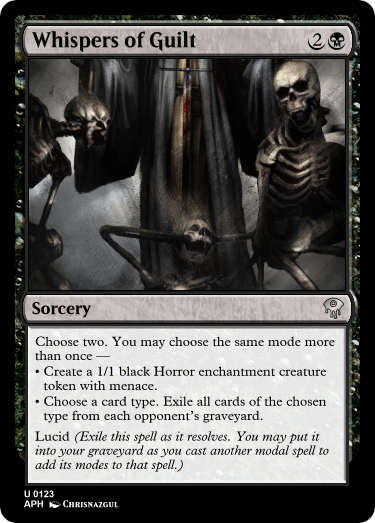 Whispers of Guilt 2
Sorcery
Choose two. You may choose the same mode more
than once —
• Create a 1/1 black Horror enchantment creature
token with menace.
• Choose a card type. Exile all cards of the chosen
type from each opponent's graveyard.
Lucid (Exile this spell as it resolves. You may put it
into your graveyard as you cast another modal spell to
add its modes to that spell.)
U 0123
APH Chrisnazgul